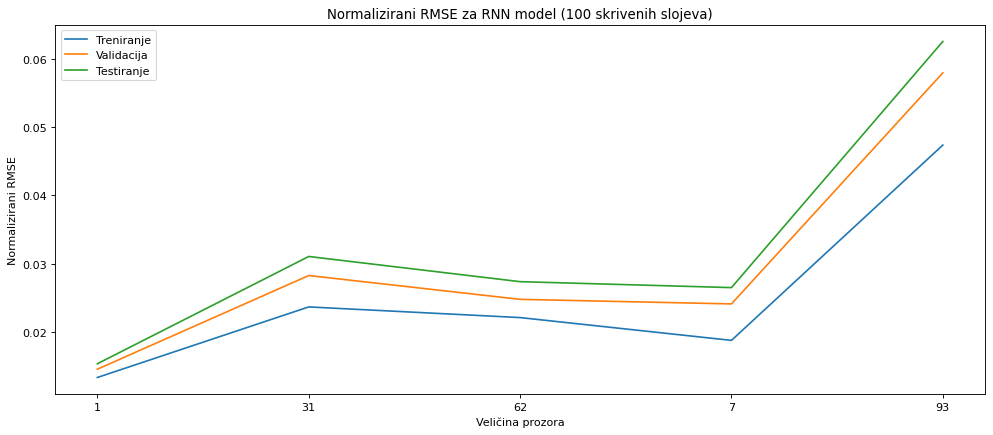 Normalizirani RMSE za RNN model (100 skrivenih slojeva)
Treniranje
Validacija
Testiranje
0.06
0.05
0.04
0.03
0.02
Normalizirani RMSE
1 31 62 7 93
Veličina prozora